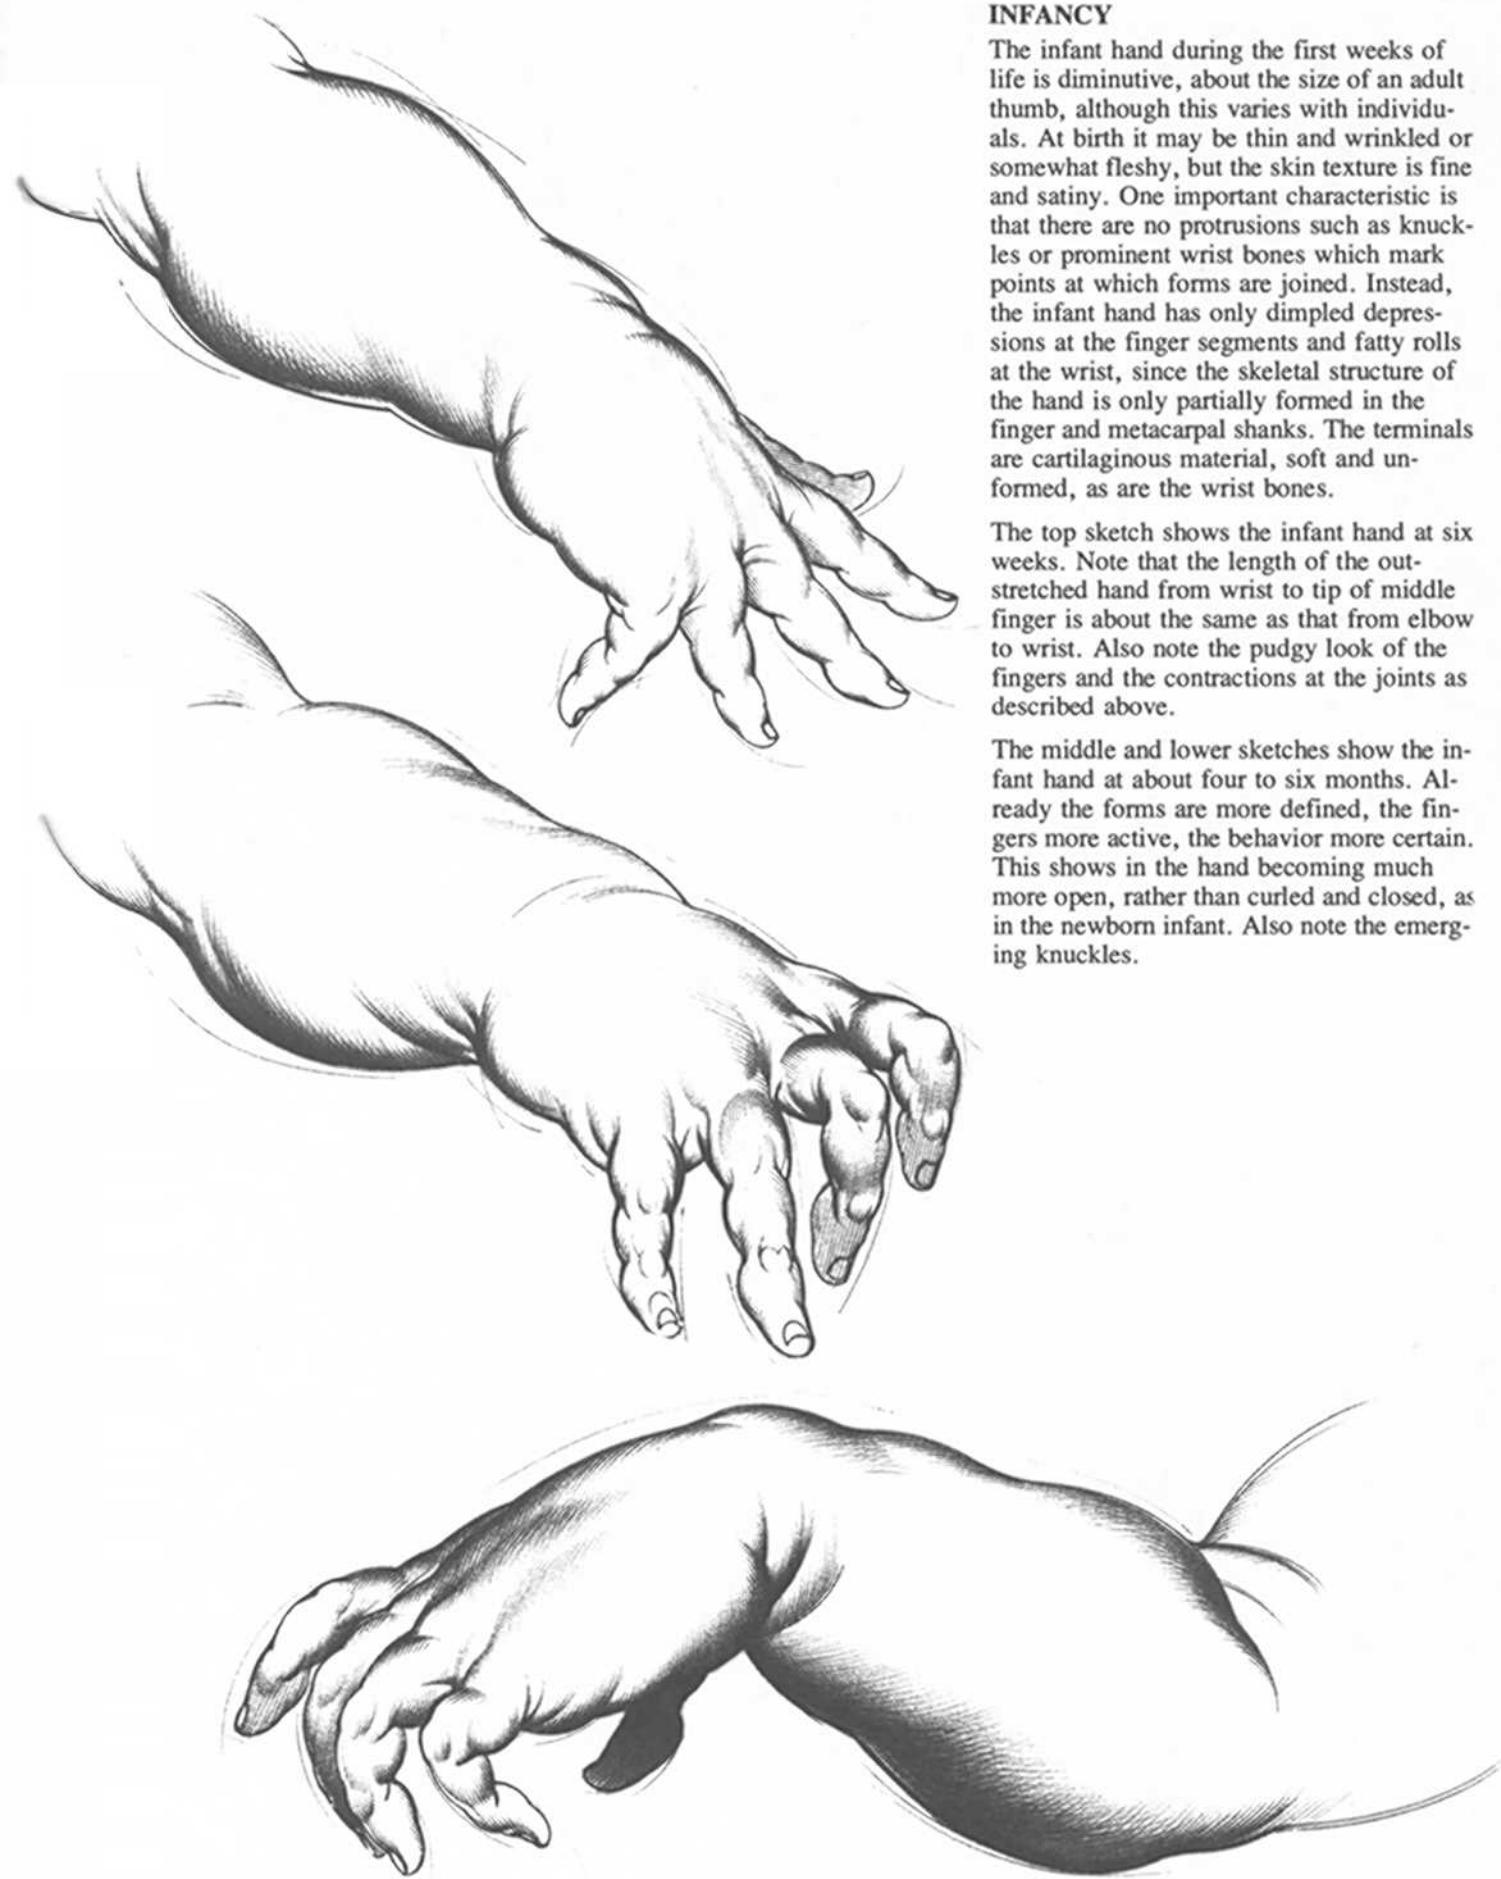 INFANCY
The infant hand during the first weeks of
life is diminutive, about the size of an adult
thumb, although this varies with individu-
als. At birth it may be thin and wrinkled or
somewhat fleshy, but the skin texture is fine
and satiny. One important characteristic is
that there are no protrusions such as knuck-
les or prominent wrist bones which mark
points at which forms are joined. Instead,
the infant hand has only dimpled depres-
sions at the finger segments and fatty rolls
at the wrist, since the skeletal structure of
the hand is only partially formed in the
finger and metacarpal shanks. The terminals
are cartilaginous material, soft and un-
formed, as are the wrist bones.
The top sketch shows the infant hand at six
weeks. Note that the length of the out-
stretched hand from wrist to tip of middle
finger is about the same as that from elbow
to wrist. Also note the pudgy look of the
fingers and the contractions at the joints as
described above.
The middle and lower sketches show the in-
fant hand at about four to six months. Al-
ready the forms are more defined, the fin-
gers more active, the behavior more certain.
This shows in the hand becoming much
more open, rather than curled and closed, as
in the newborn infant. Also note the emerg-
ing knuckles.